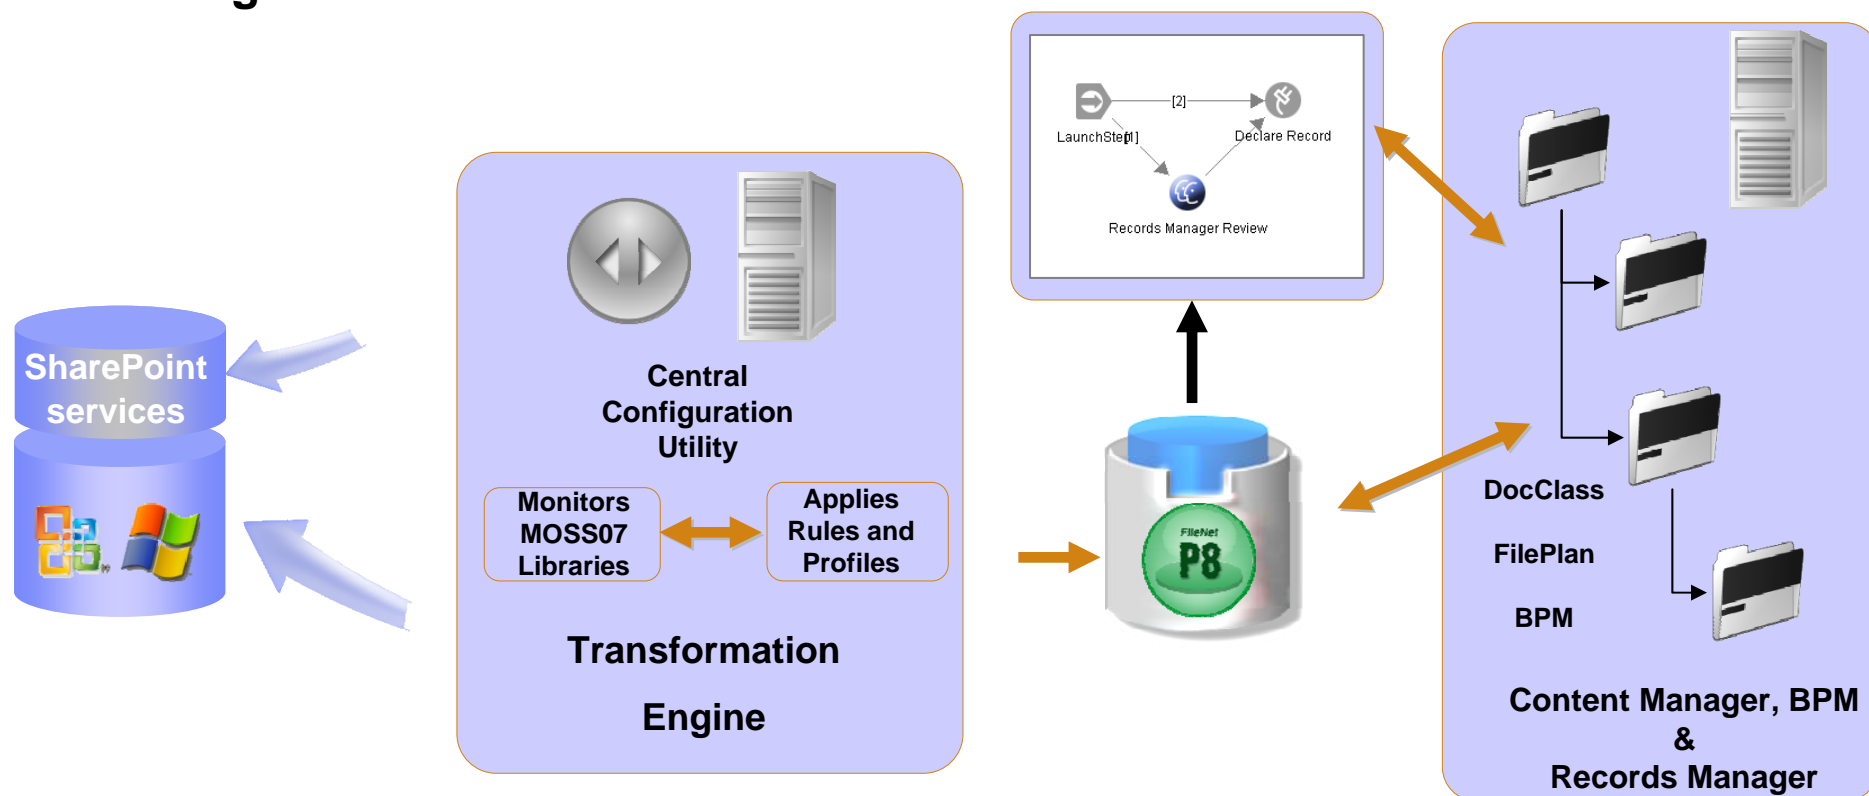 SharePoint
services
Central
Configuration
Utility
Monitors
MOSS07
Libraries
Applies
Rules and
Profiles
Transformation
Engine
[2]
LaunchStep
[1]
Declare Record
Records Manager Review
FileNet
P8
DocClass
FilePlan
BPM
Content Manager, BPM
&
Records Manager